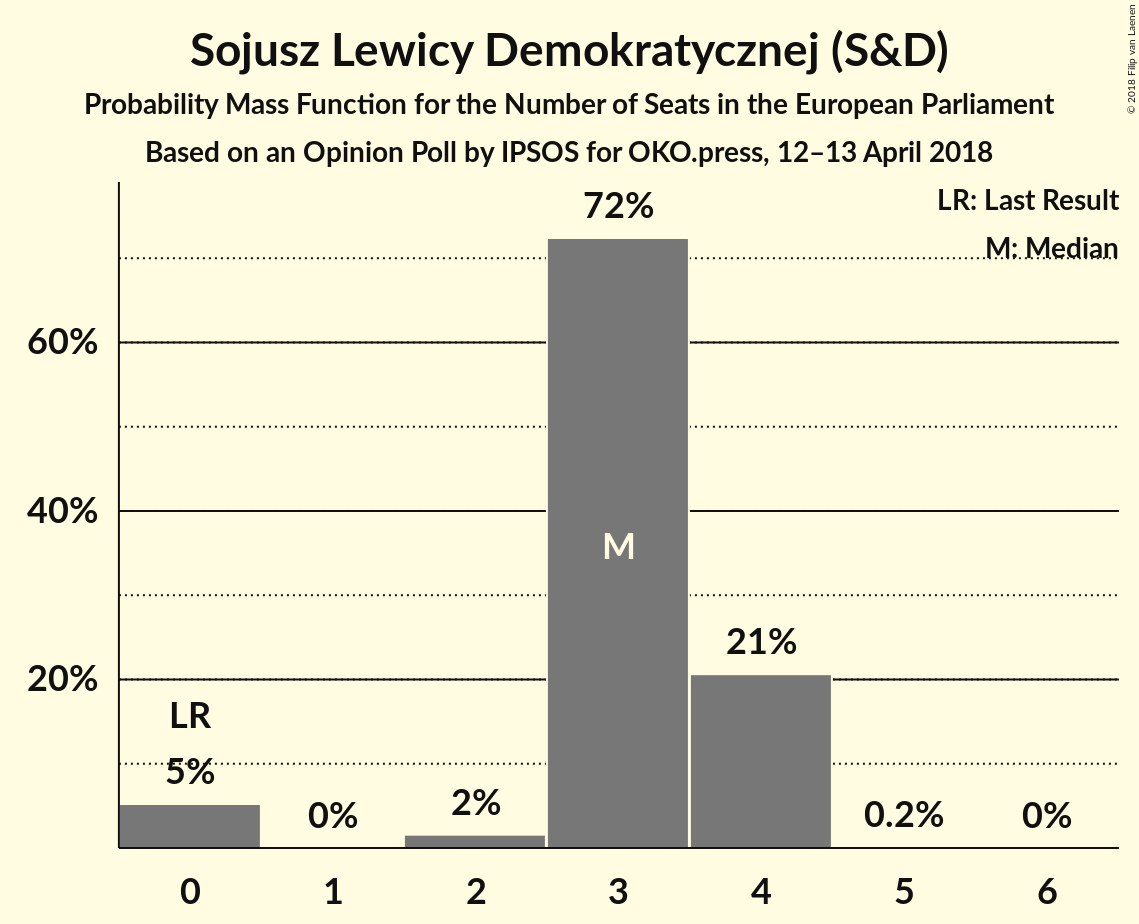 Sojusz Lewicy Demokratycznej (S&D)
Probability Mass Function for the Number of Seats in the European Parliament
Based on an Opinion Poll by IPSOS for OKO.press, 12–13 April 2018
© 2018 Filip van Laenen
LR: Last Result
M: Median
72%
60%
40%
M
21%
20%
LR
5%
0%
2%
0.2%
0%
0 1 2 3 4 5 6